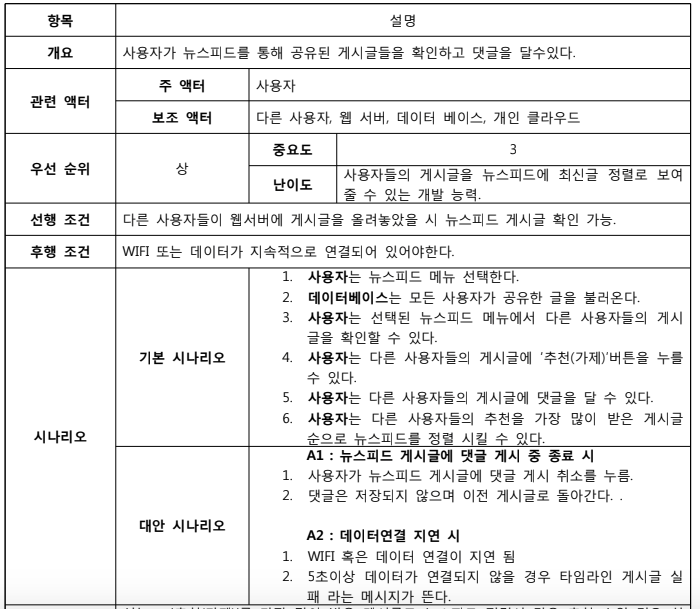 항목 설명
개요 사용자가 뉴스피드를 통해 공유된 게시글들을 확인하고 댓글을 달수있다.
관련 액터 주 액터 사용자
보조 액터 다른 사용자, 웹 서버, 데이터 베이스, 개인 클라우드
우선 순위 상 중요도 3
난이도 사용자들의 게시글을 뉴스피드에 최신글 정렬로 보여
줄 수 있는 개발 능력.
선행 조건 다른 사용자들이 웹서버에 게시글을 올려놓았을 시 뉴스피드 게시글 확인 가능.
후행 조건 WIFI 또는 데이터가 지속적으로 연결되어 있어야한다.
시나리오 기본 시나리오
1. 사용자는 뉴스피드 메뉴 선택한다.
2. 데이터베이스는 모든 사용자가 공유한 글을 불러온다.
3. 사용자는 선택된 뉴스피드 메뉴에서 다른 사용자들의 게시
글을 확인할 수 있다.
4. 사용자는 다른 사용자들의 게시글에 '추천(가제)'버튼을 누를
수 있다.
5. 사용자는 다른 사용자들의 게시글에 댓글을 달 수 있다.
6. 사용자는 다른 사용자들의 추천을 가장 많이 받은 게시글
순으로 뉴스피드를 정렬 시킬 수 있다.
대안 시나리오
A1 : 뉴스피드 게시글에 댓글 게시 중 종료 시
1. 사용자가 뉴스피드 게시글에 댓글 게시 취소를 누름.
2. 댓글은 저장되지 않으며 이전 게시글로 돌아간다. .
A2 : 데이터연결 지연 시
1. WIFI 혹은 데이터 연결이 지연 됨
2. 5초이상 데이터가 연결되지 않을 경우 타임라인 게시글 실
패 라는 메시지가 뜬다.